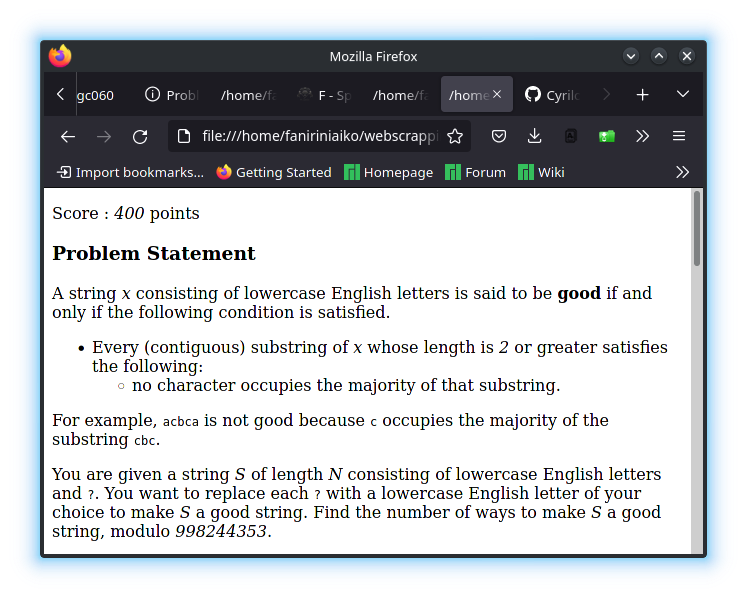 Mozilla Firefox
gc060 Probl /home/fa F - Sp /home/fa /home Cyrilc
file:///home/faniriniaiko/webscrappi
Import bookmarks... Getting Started Homepage Forum Wiki
Score : 400 points
Problem Statement
A string x consisting of lowercase English letters is said to be good if and
only if the following condition is satisfied.
• Every (contiguous) substring of x whose length is 2 or greater satisfies
the following:
◦ no character occupies the majority of that substring.
For example, acbca is not good because c occupies the majority of the
substring cbc.
You are given a string S of length N consisting of lowercase English letters
and ?. You want to replace each ? with a lowercase English letter of your
choice to make S a good string. Find the number of ways to make S a good
string, modulo 998244353.